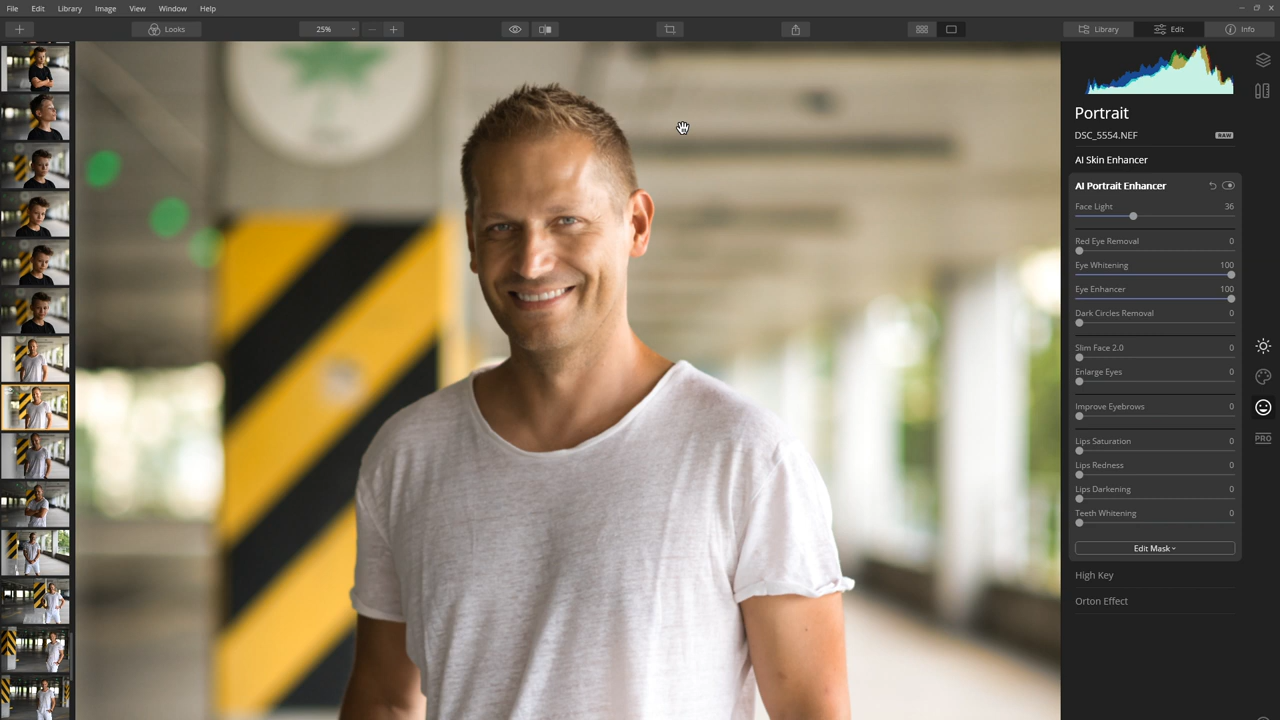 File Edit Library Image View Window Help
Looks 25% Library Edit Info
Portrait
DSC_5554.NEF RAW
AI Skin Enhancer
AI Portrait Enhancer
Face Light 36
Red Eye Removal 0
Eye Whitening 100
Eye Enhancer 100
Dark Circles Removal 0
Slim Face 2.0 0
Enlarge Eyes 0
Improve Eyebrows 0
PRO
Lips Saturation 0
Lips Redness 0
Lips Darkening 0
Teeth Whitening 0
Edit Mask
High Key
Orton Effect